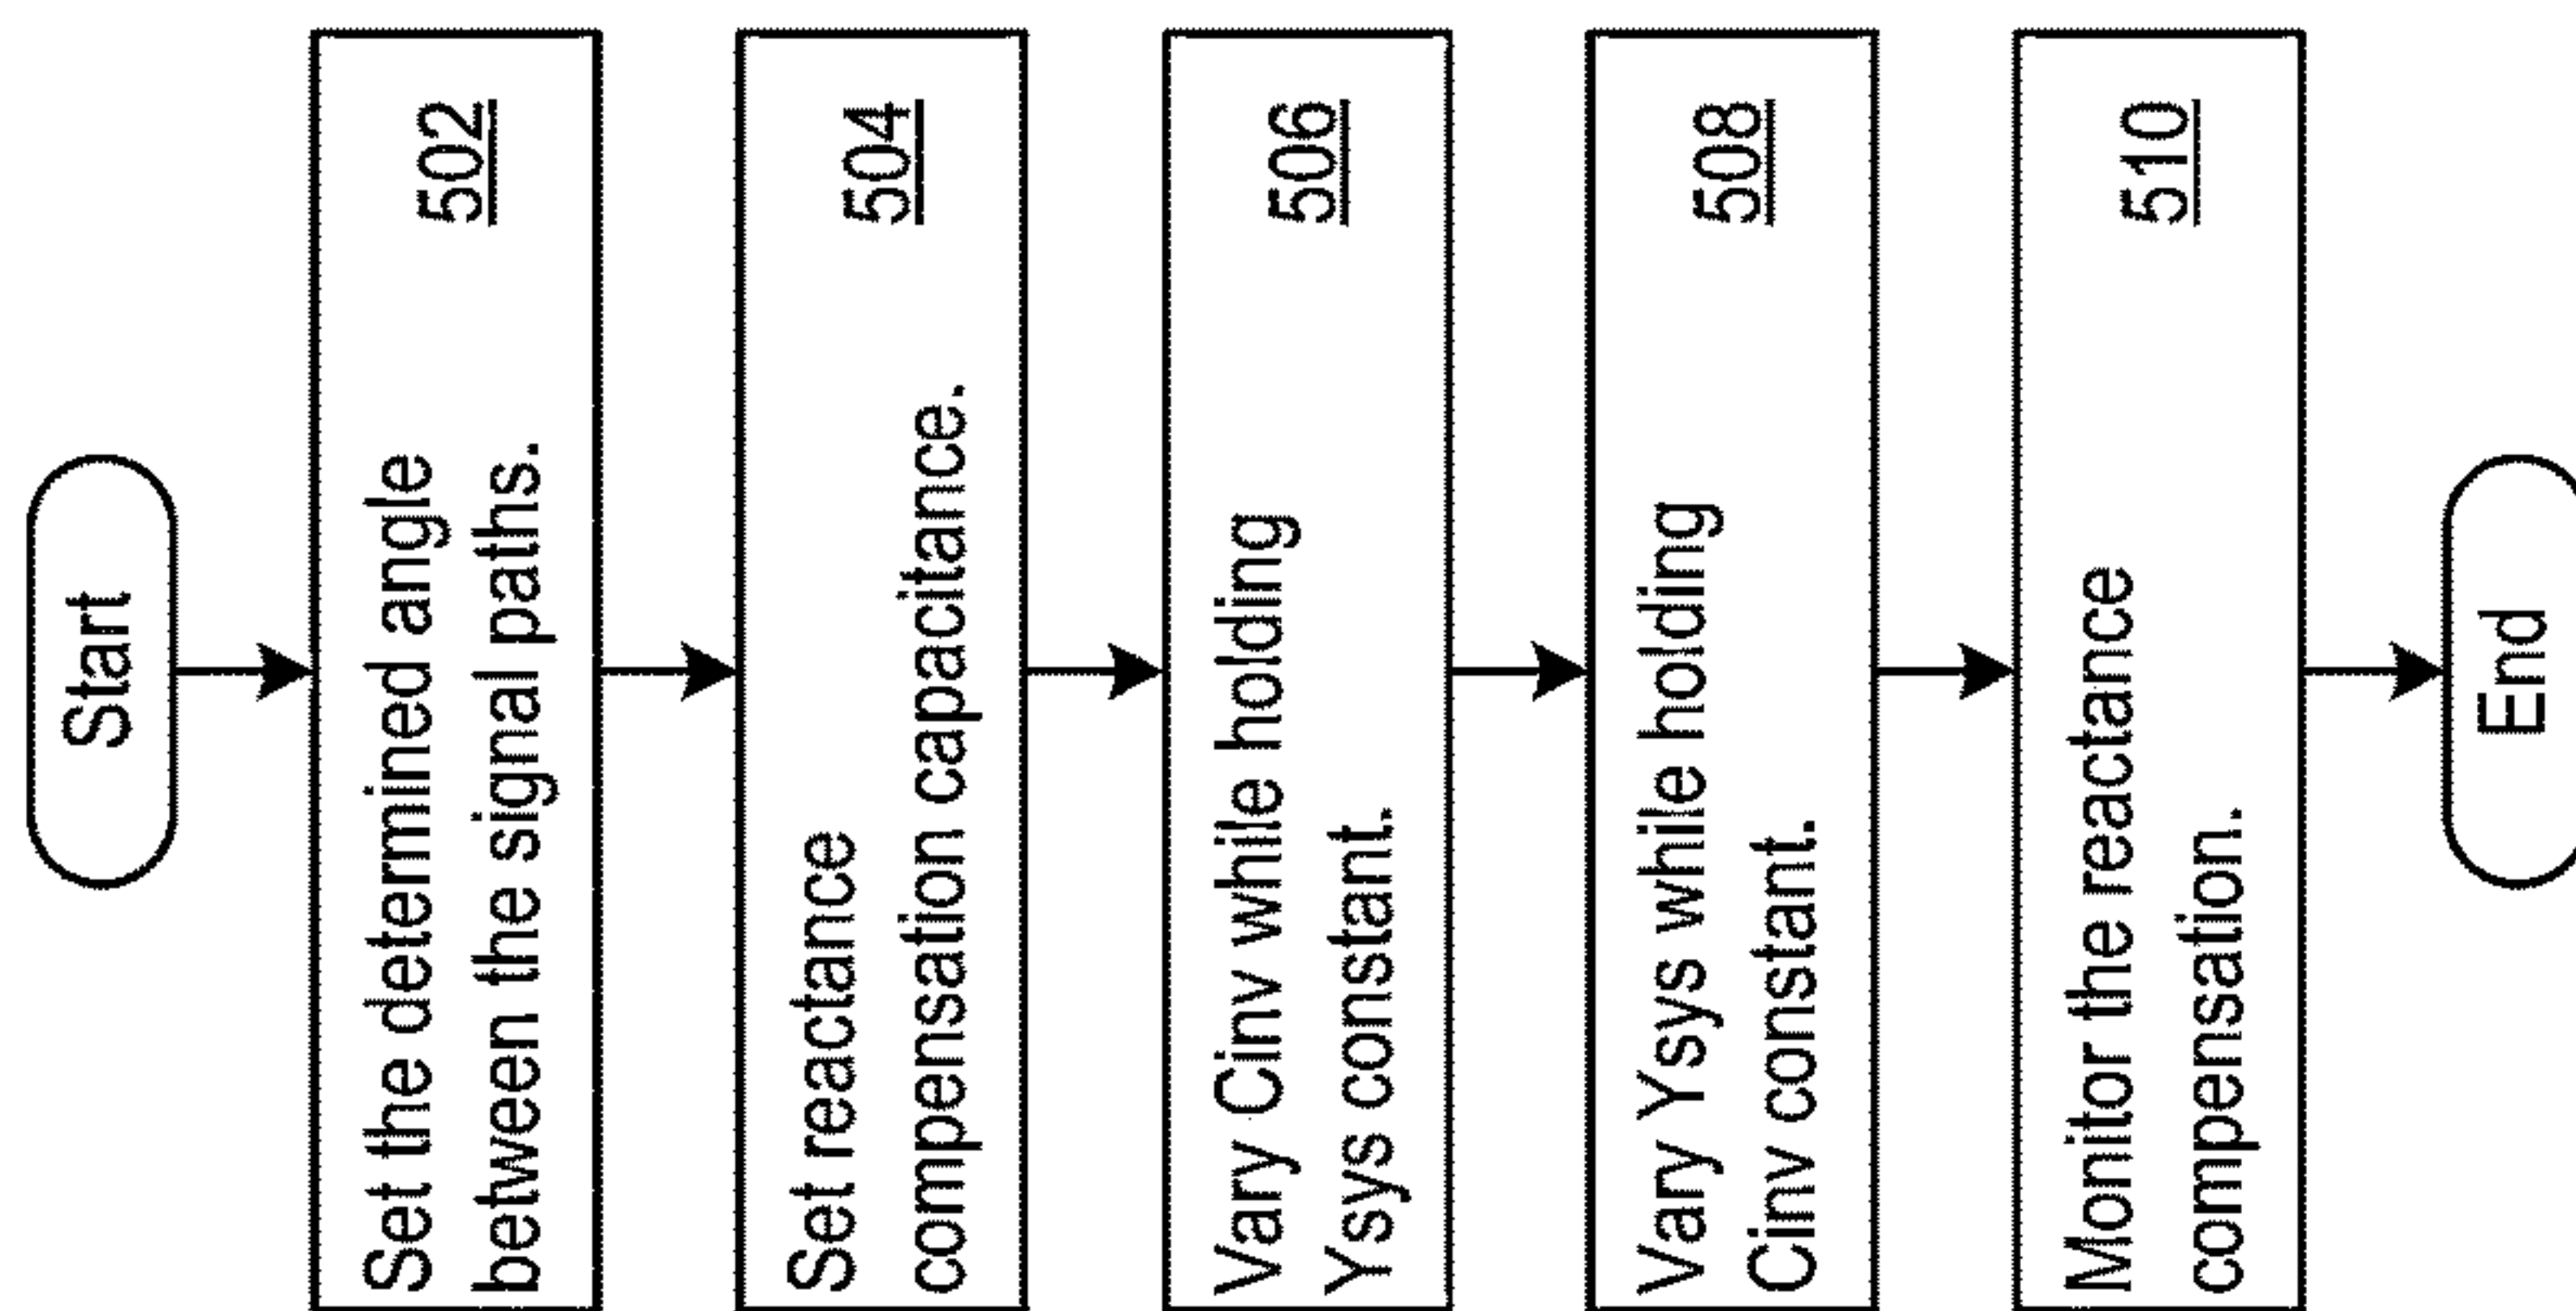 Start
Set the determined angle
between the signal paths.
502
Set reactance
compensation capacitance.
504
Vary Cinv while holding
Ysys constant.
506
Vary Ysys while holding
Cinv constant.
508
Monitor the reactance
compensation.
510
End